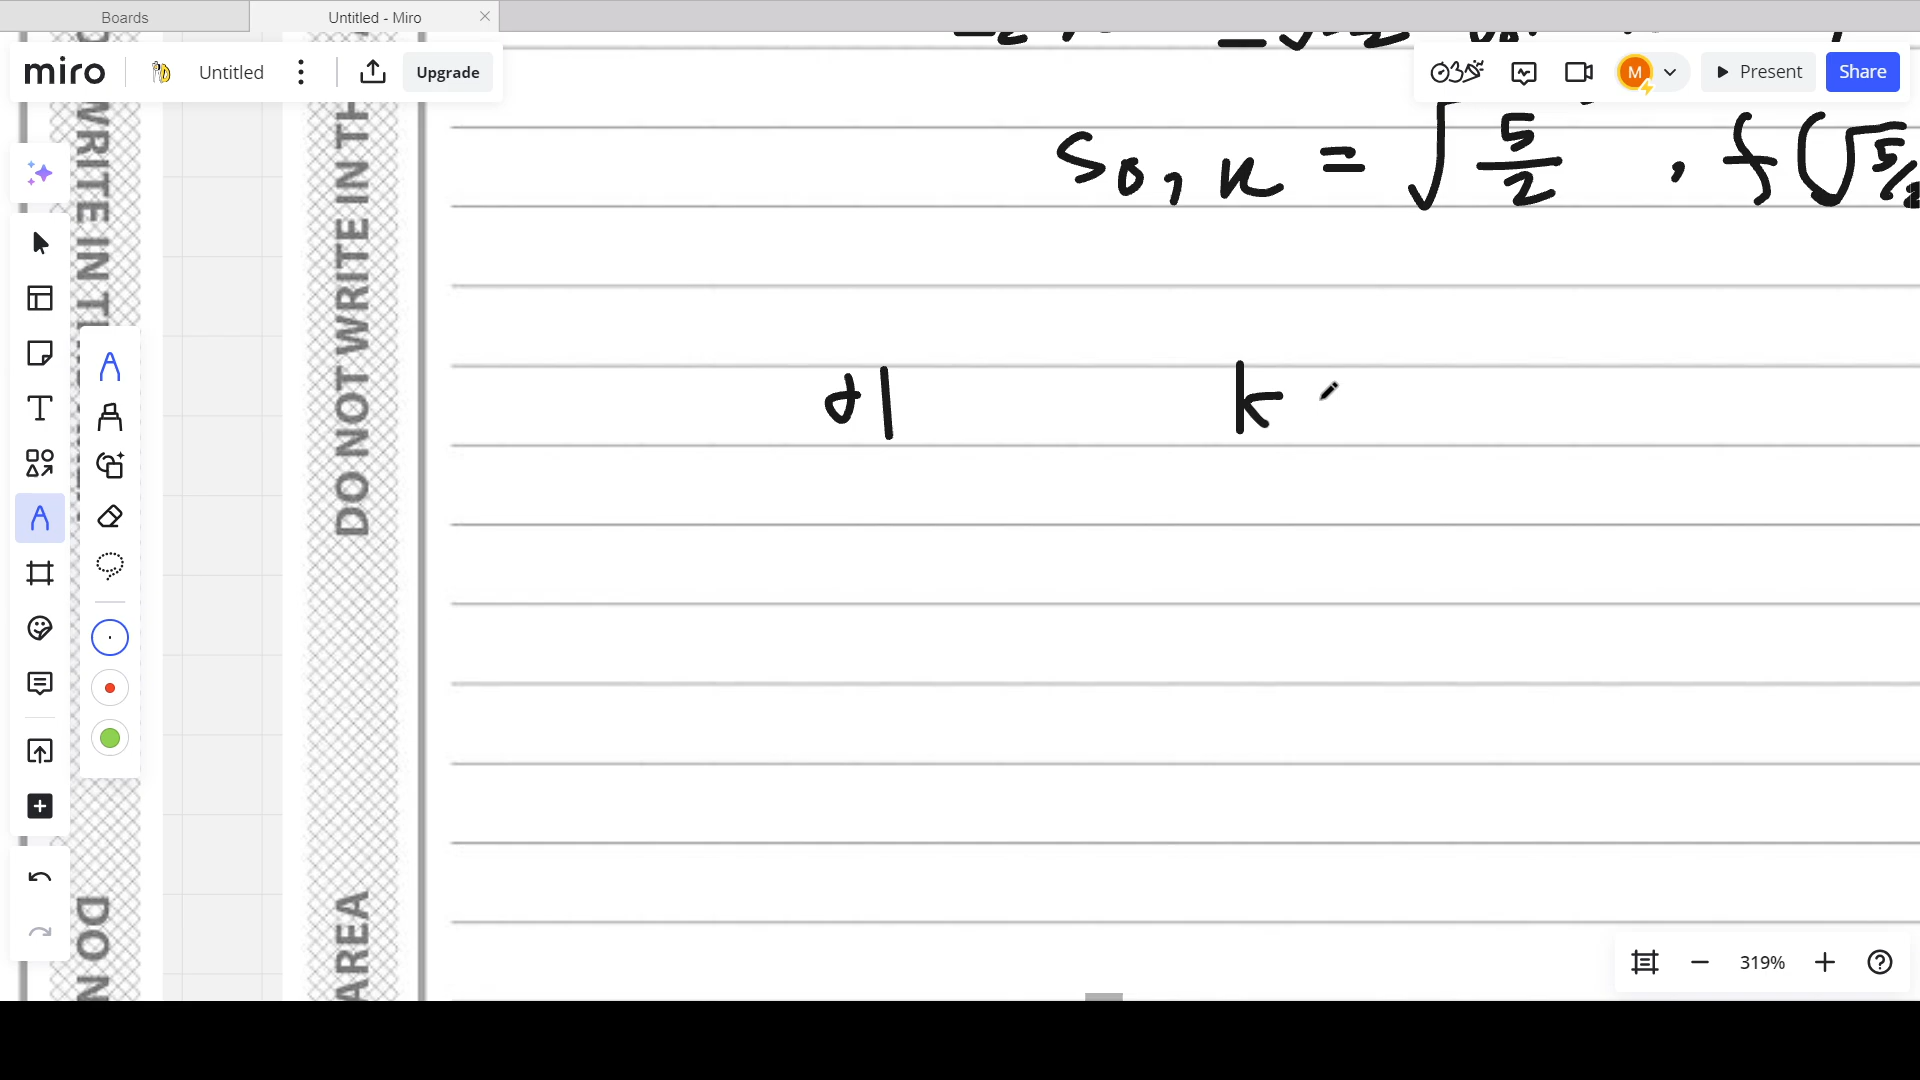 Boards
Untitled - Miro
miro
Untitled
Upgrade
M
Present
Share
so, x = √5/2 , f(√5/2
d) k
DO NOT WRITE IN TH
WRITE IN T
AREA
DO N
319%